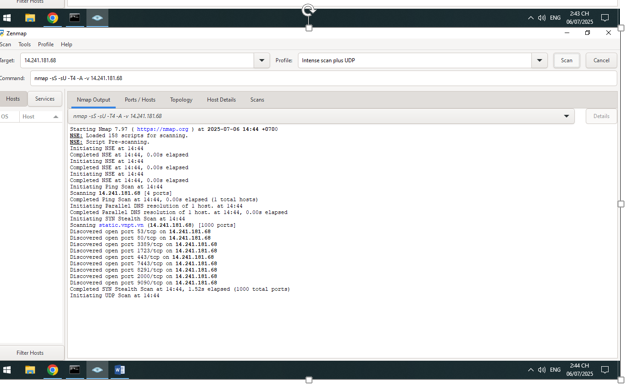 Filter Hosts
ENG
2:43 CH
06/07/2025
Zenmap
Scan Tools Profile Help
Target: 14.241.181.68 Profile: Intense scan plus UDP Scan Cancel
Command: nmap -sS -sU -T4 -A -v 14.241.181.68
Hosts Services
Nmap Output Ports / Hosts Topology Host Details Scans
OS Host
nmap -sS -sU -T4 -A -v 14.241.181.68 Details
Starting Nmap 7.97 ( https://nmap.org ) at 2025-07-06 14:44 +0700
NSE: Loaded 158 scripts for scanning.
NSE: Script Pre-scanning.
Initiating NSE at 14:44
Completed NSE at 14:44, 0.00s elapsed
Initiating NSE at 14:44
Completed NSE at 14:44, 0.00s elapsed
Initiating NSE at 14:44
Completed NSE at 14:44, 0.00s elapsed
Initiating Ping Scan at 14:44
Scanning 14.241.181.68 [4 ports]
Completed Ping Scan at 14:44, 0.00s elapsed (1 total hosts)
Initiating Parallel DNS resolution of 1 host. at 14:44
Completed Parallel DNS resolution of 1 host. at 14:44, 0.00s elapsed
Initiating SYN Stealth Scan at 14:44
Scanning static.vnpt.vn (14.241.181.68) [1000 ports]
Discovered open port 53/tcp on 14.241.181.68
Discovered open port 80/tcp on 14.241.181.68
Discovered open port 3389/tcp on 14.241.181.68
Discovered open port 1723/tcp on 14.241.181.68
Discovered open port 443/tcp on 14.241.181.68
Discovered open port 7443/tcp on 14.241.181.68
Discovered open port 8291/tcp on 14.241.181.68
Discovered open port 2000/tcp on 14.241.181.68
Discovered open port 9090/tcp on 14.241.181.68
Completed SYN Stealth Scan at 14:44, 1.52s elapsed (1000 total ports)
Initiating UDP Scan at 14:44
Filter Hosts
ENG
2:44 CH
06/07/2025